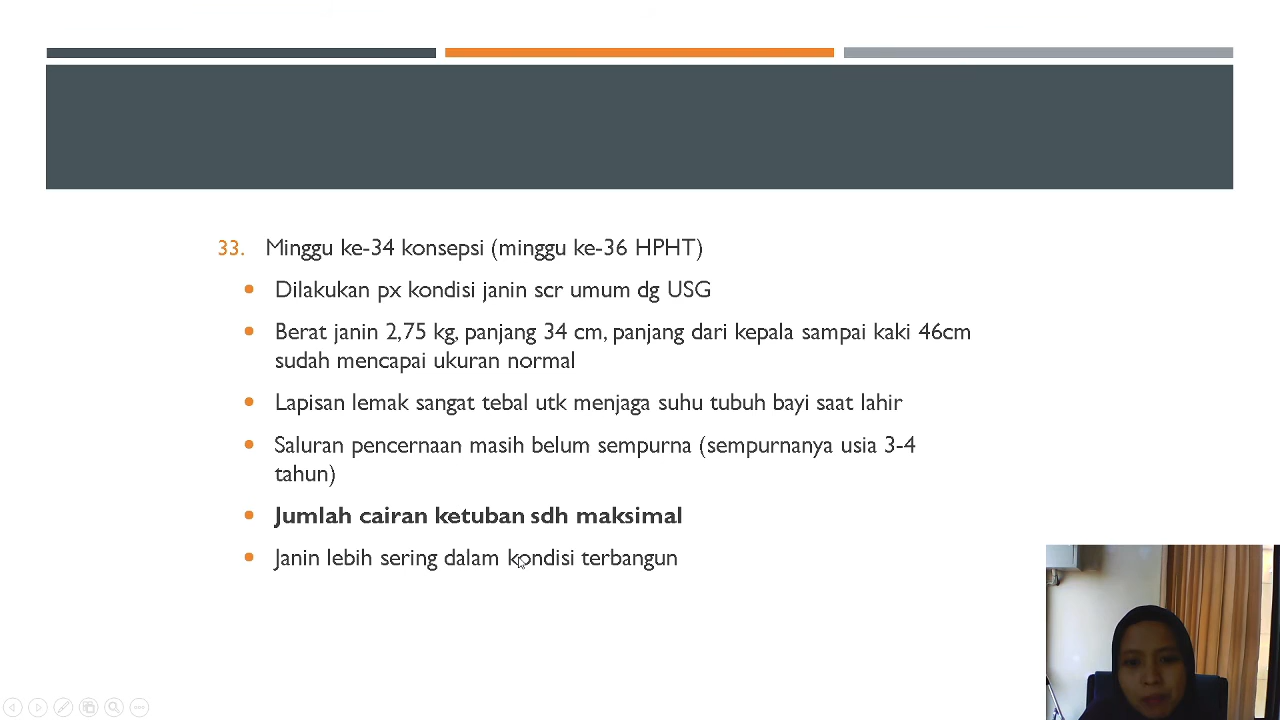 33. Minggu ke-34 konsepsi (minggu ke-36 HPHT)
• Dilakukan px kondisi janin scr umum dg USG
• Berat janin 2,75 kg, panjang 34 cm, panjang dari kepala sampai kaki 46cm
sudah mencapai ukuran normal
• Lapisan lemak sangat tebal utk menjaga suhu tubuh bayi saat lahir
• Saluran pencernaan masih belum sempurna (sempurnanya usia 3-4
tahun)
• Jumlah cairan ketuban sdh maksimal
• Janin lebih sering dalam kondisi terbangun